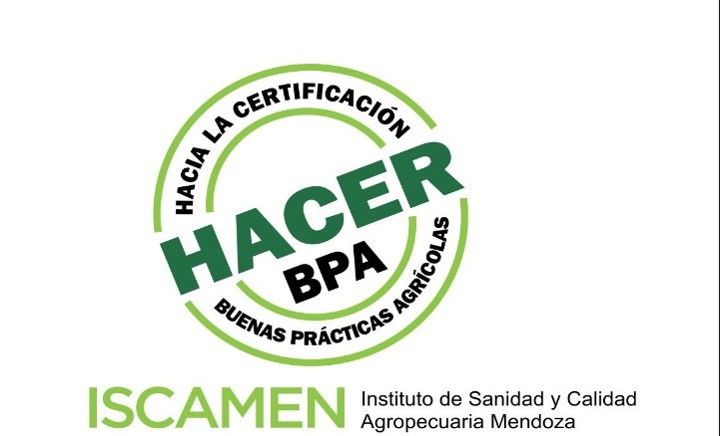 HACIA LA CERTIFICACIÓN
HACER
BPA
BUENAS PRÁCTICAS AGRÍCOLAS
ISCAMEN
Instituto de Sanidad y Calidad
Agropecuaria Mendoza